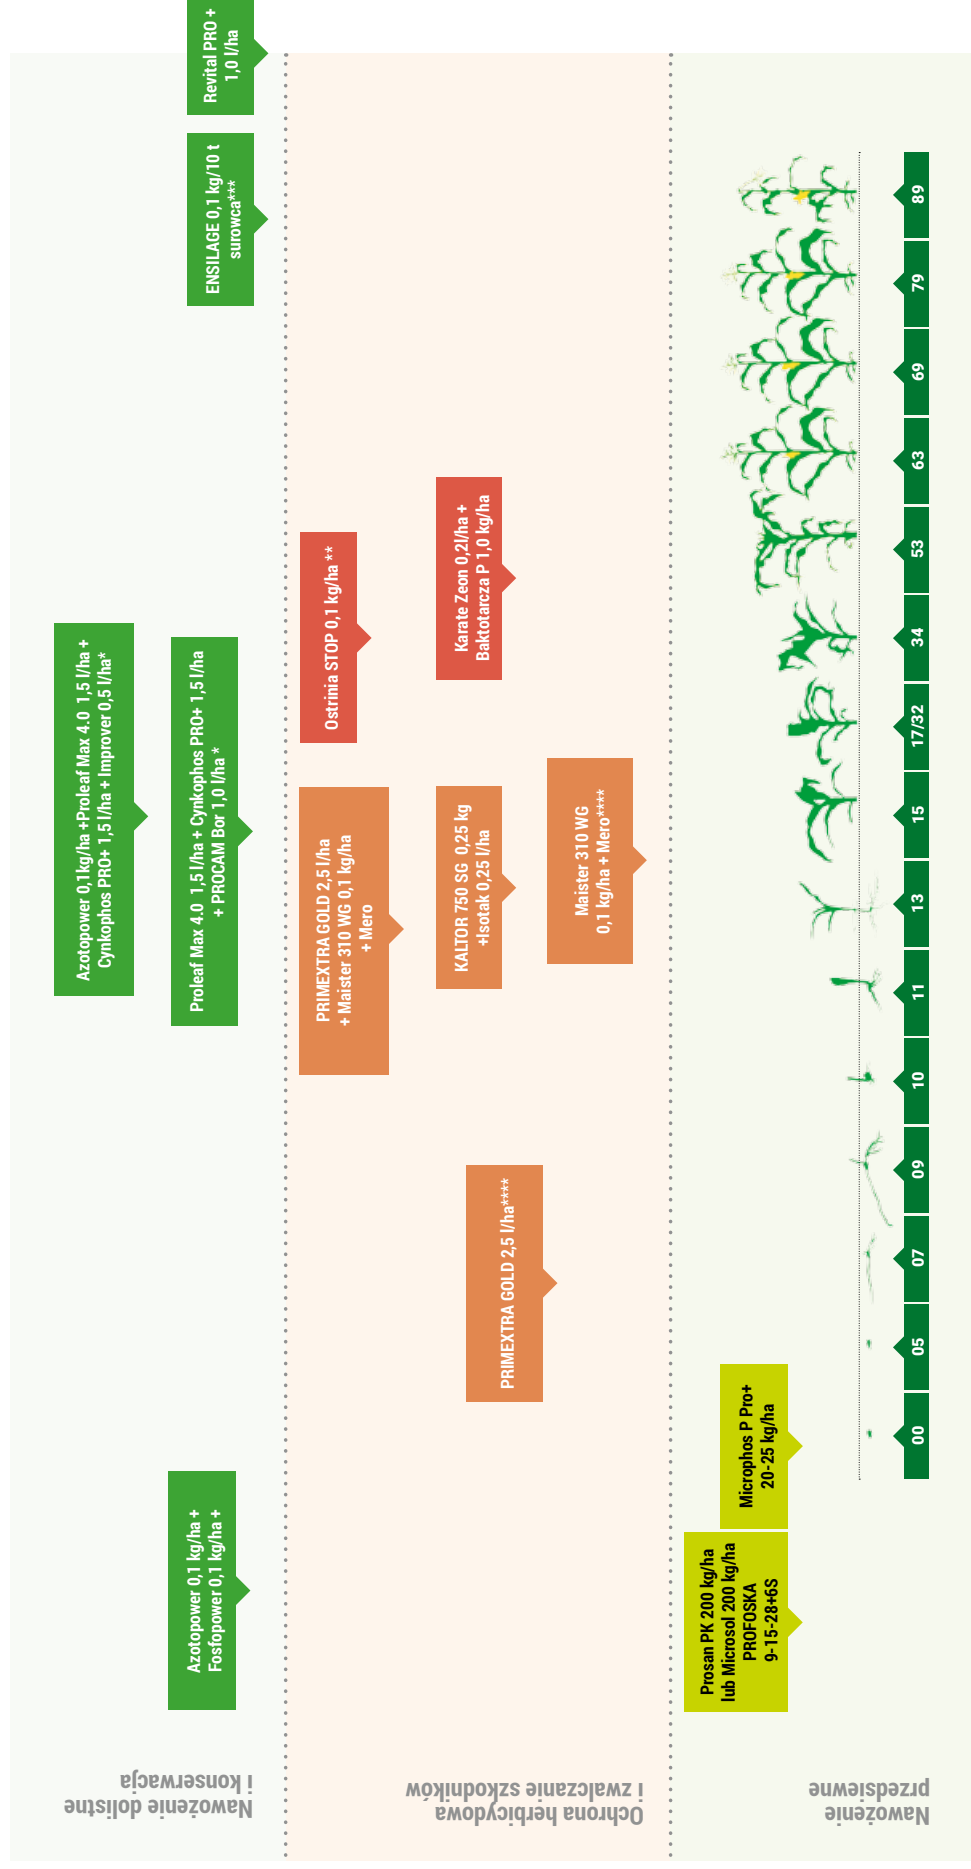 Nawożenie dolistne
i konserwacja
Azotopower 0,1 kg/ha +
Fosfopower 0,1 kg/ha +
Azotopower 0,1kg/ha +Proleaf Max 4.0 1,5 l/ha +
Cynkophos PRO+ 1,5 l/ha + Improver 0,5 l/ha*
Proleaf Max 4.0 1,5 l/ha + Cynkophos PRO+ 1,5 l/ha
+ PROCAM Bor 1,0 l/ha *
ENSILAGE 0,1 kg/10 t
surowca***
Revital PRO +
1,0 l/ha
Ochrona herbicydowa
i zwalczanie szkodników
PRIMEXTRA GOLD 2,5 l/ha****
PRIMEXTRA GOLD 2,5 l/ha
+ Maister 310 WG 0,1 kg/ha
+ Mero
KALTOR 750 SG 0,25 kg
+Isotak 0,25 l/ha
Maister 310 WG
0,1 kg/ha + Mero****
Ostrinia STOP 0,1 kg/ha **
Karate Zeon 0,2l/ha +
Baktotarcza P 1,0 kg/ha
Nawożenie
przedsiewne
Prosan PK 200 kg/ha
lub Microsol 200 kg/ha
PROFOSKA
9-15-28+6S
Microphos P Pro+
20-25 kg/ha
00
05
07
09
10
11
13
15
17/32
34
53
63
69
79
89